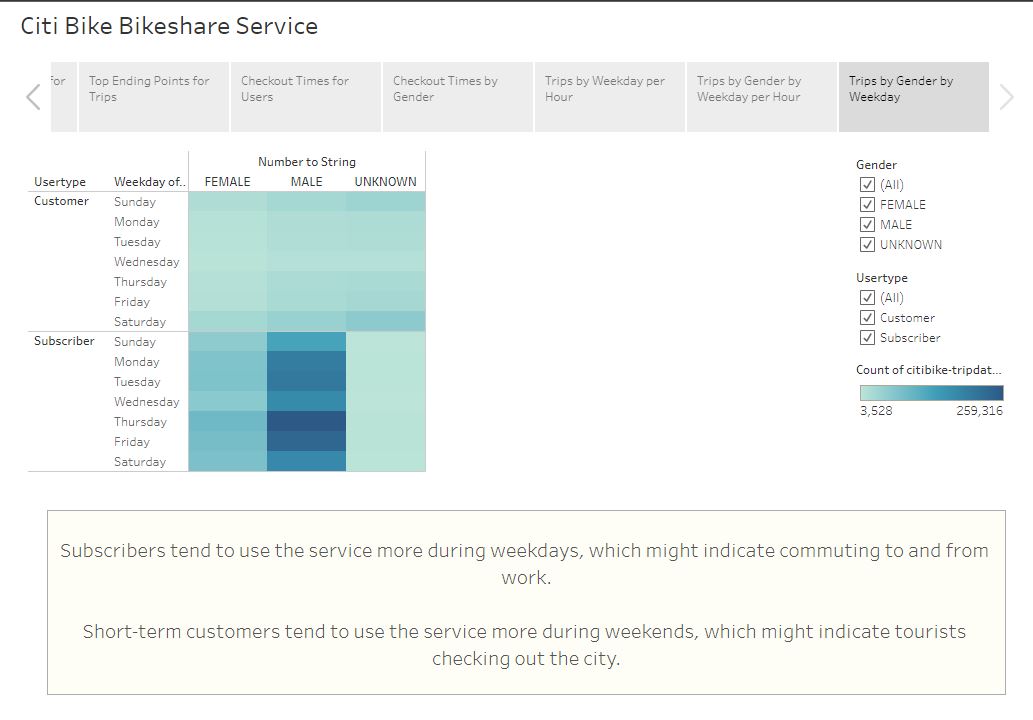 Citi Bike Bikeshare Service
for
Top Ending Points for
Trips
Checkout Times for
Users
Checkout Times by
Gender
Trips by Weekday per
Hour
Trips by Gender by
Weekday per Hour
Trips by Gender by
Weekday
Number to String
Usertype Weekday of.. FEMALE MALE UNKNOWN
Customer Sunday
Monday
Tuesday
Wednesday
Thursday
Friday
Saturday
Subscriber Sunday
Monday
Tuesday
Wednesday
Thursday
Friday
Saturday
Gender
(All)
FEMALE
MALE
UNKNOWN
Usertype
(All)
Customer
Subscriber
Count of citibike-tripdat...
3,528 259,316
Subscribers tend to use the service more during weekdays, which might indicate commuting to and from
work.
Short-term customers tend to use the service more during weekends, which might indicate tourists
checking out the city.